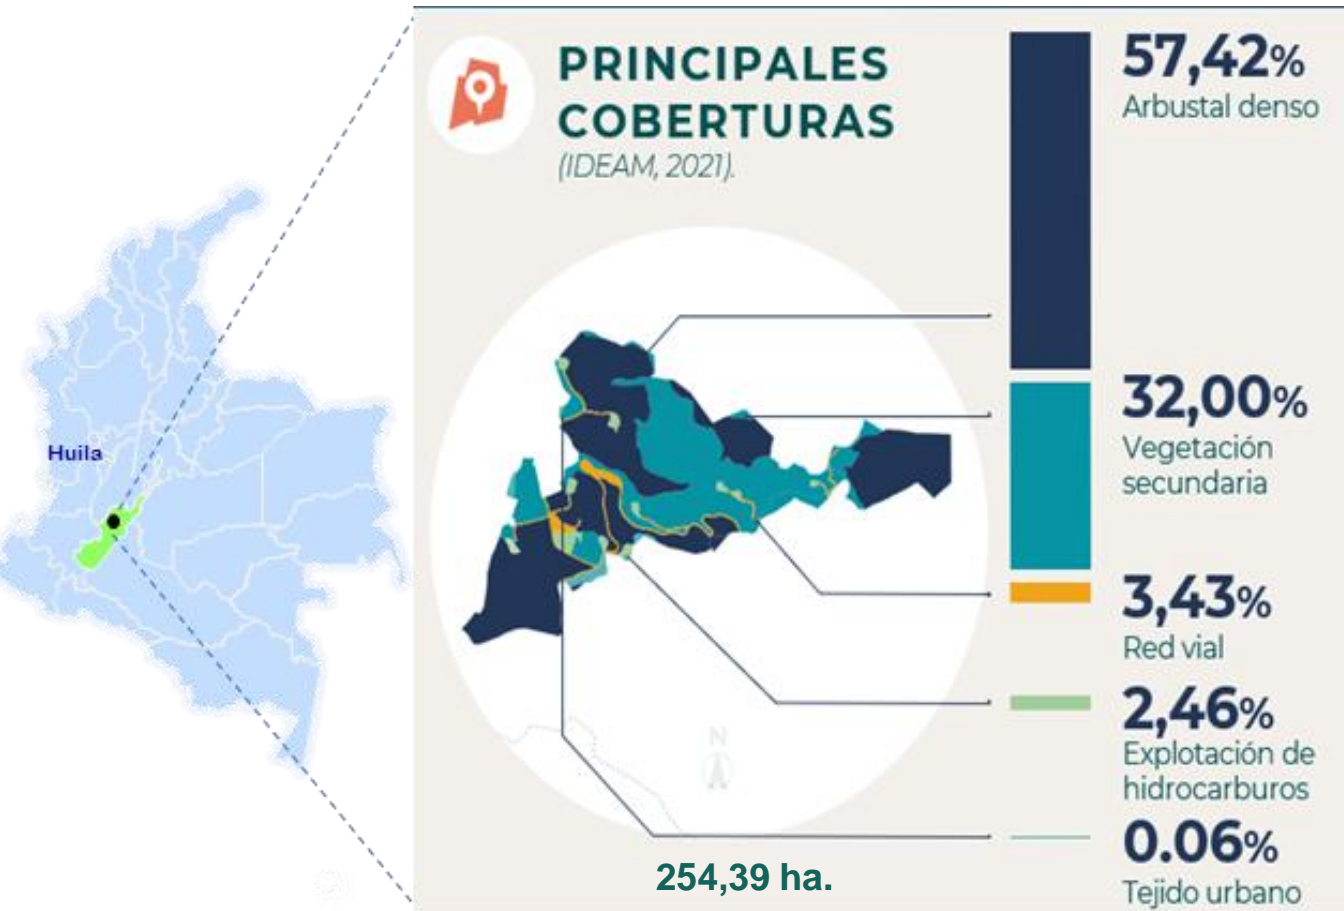 Huila
PRINCIPALES
COBERTURAS
(IDEAM, 2021).
N
254,39 ha.
57,42%
Arbustal denso
32,00%
Vegetación
secundaria
3,43%
Red vial
2,46%
Explotación de
hidrocarburos
0.06%
Tejido urbano